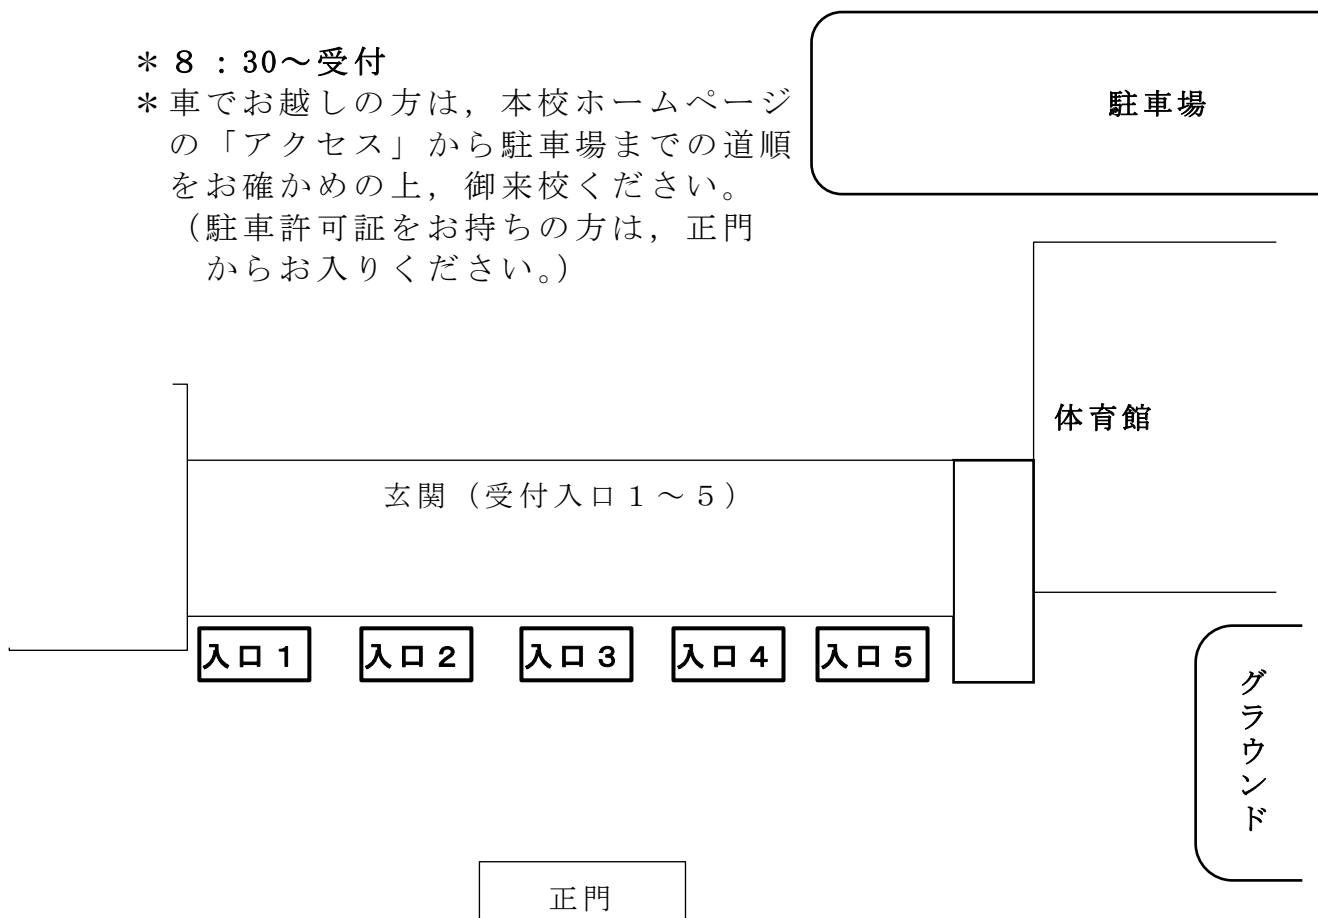 ＊８：30～受付
＊車でお越しの方は，本校ホームページ
の「アクセス」から駐車場までの道順
をお確かめの上，御来校ください。
（駐車許可証をお持ちの方は，正門
からお入りください。）
駐車場
体育館
玄関（受付入口１～５）
入口１
入口２
入口３
入口４
入口５
グラウンド
正門